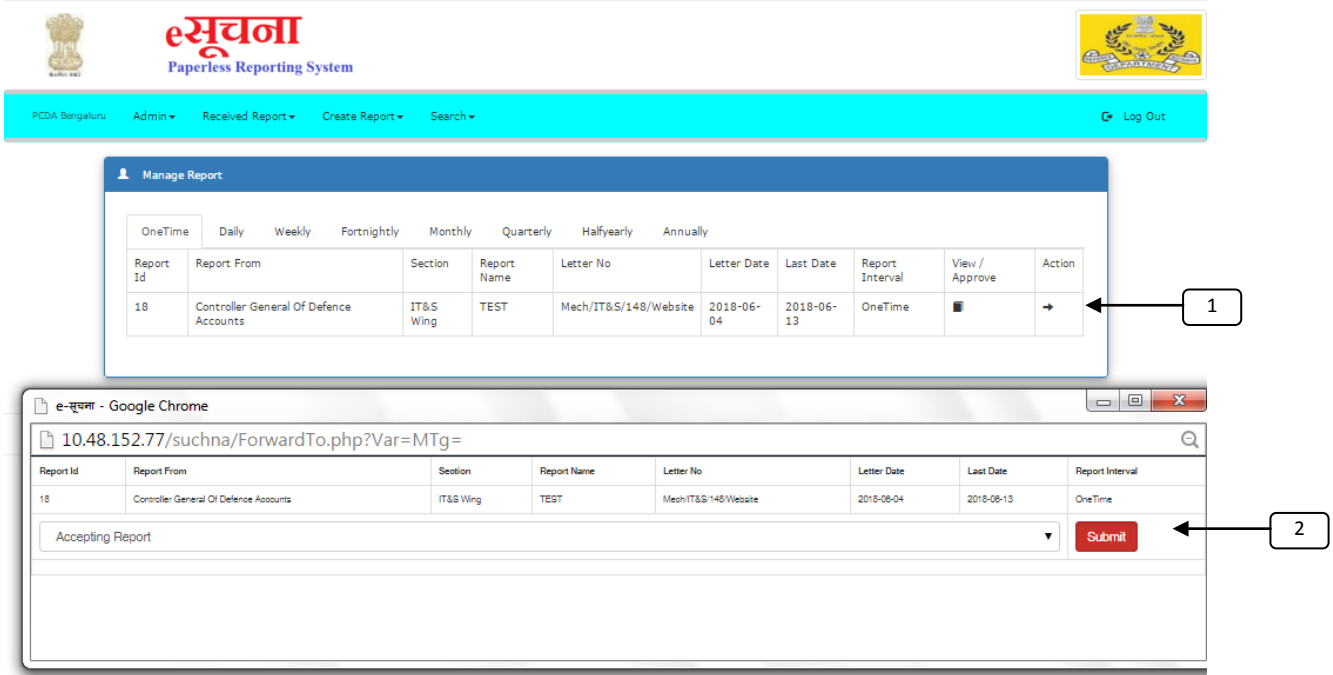 eसूचना
Paperless Reporting System
DEPARTMENT
PCDA Bengaluru Admin Received Report Create Report Search Log Out
Manage Report
OneTime Daily Weekly Fortnightly Monthly Quarterly Halfyearly Annually
Report Id Report From Section Report Name Letter No Letter Date Last Date Report Interval View / Approve Action
18 Controller General Of Defence Accounts IT&S Wing TEST Mech/IT&S/148/Website 2018-06-04 2018-06-13 OneTime
1
e-सूचना - Google Chrome
10.48.152.77/suchna/ForwardTo.php?Var=MTg=
Report Id Report From Section Report Name Letter No Letter Date Last Date Report Interval
18 Controller General Of Defence Accounts IT&S Wing TEST Mech/IT&S/148/Website 2018-06-04 2018-06-13 OneTime
Accepting Report Submit
2